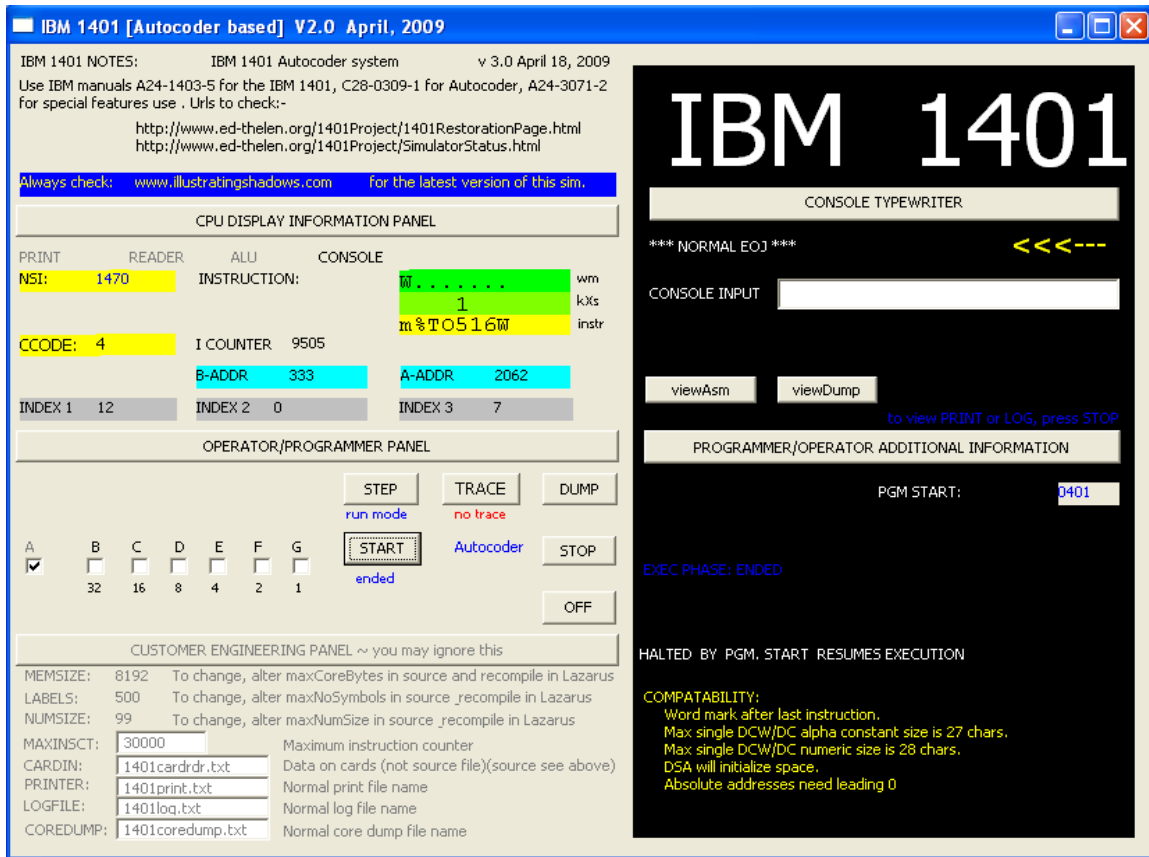 IBM 1401 [Autocoder based] V2.0 April, 2009
IBM 1401 NOTES: IBM 1401 Autocoder system v 3.0 April 18, 2009
Use IBM manuals A24-1403-5 for the IBM 1401, C28-0309-1 for Autocoder, A24-3071-2
for special features use . Urls to check:-
http://www.ed-thelen.org/1401Project/1401RestorationPage.html
http://www.ed-thelen.org/1401Project/SimulatorStatus.html
Always check: www.illustratingshadows.com for the latest version of this sim.
CPU DISPLAY INFORMATION PANEL
PRINT READER ALU CONSOLE
NSI: 1470 INSTRUCTION: W....... wm
1 kXs
m%TO516W instr
CCODE: 4 I COUNTER 9505
B-ADDR 333 A-ADDR 2062
INDEX 1 12 INDEX 2 0 INDEX 3 7
OPERATOR/PROGRAMMER PANEL
STEP TRACE DUMP
run mode no trace
A B C D E F G START Autocoder STOP
32 16 8 4 2 1 ended
OFF
CUSTOMER ENGINEERING PANEL ~ you may ignore this
MEMSIZE: 8192 To change, alter maxCoreBytes in source and recompile in Lazarus
LABELS: 500 To change, alter maxNoSymbols in source _recompile in Lazarus
NUMSIZE: 99 To change, alter maxNumSize in source _recompile in Lazarus
MAXINSCT: 30000 Maximum instruction counter
CARDIN: 1401cardrdr.txt Data on cards (not source file)(source see above)
PRINTER: 1401print.txt Normal print file name
LOGFILE: 1401log.txt Normal log file name
COREDUMP: 1401coredump.txt Normal core dump file name
IBM 1401
CONSOLE TYPEWRITER
*** NORMAL EOJ *** <<<---
CONSOLE INPUT
viewAsm viewDump
to view PRINT or LOG, press STOP
PROGRAMMER/OPERATOR ADDITIONAL INFORMATION
PGM START: 0401
EXEC PHASE: ENDED
HALTED BY PGM. START RESUMES EXECUTION
COMPATABILITY:
Word mark after last instruction.
Max single DCW/DC alpha constant size is 27 chars.
Max single DCW/DC numeric size is 28 chars.
DSA will initialize space.
Absolute addresses need leading 0